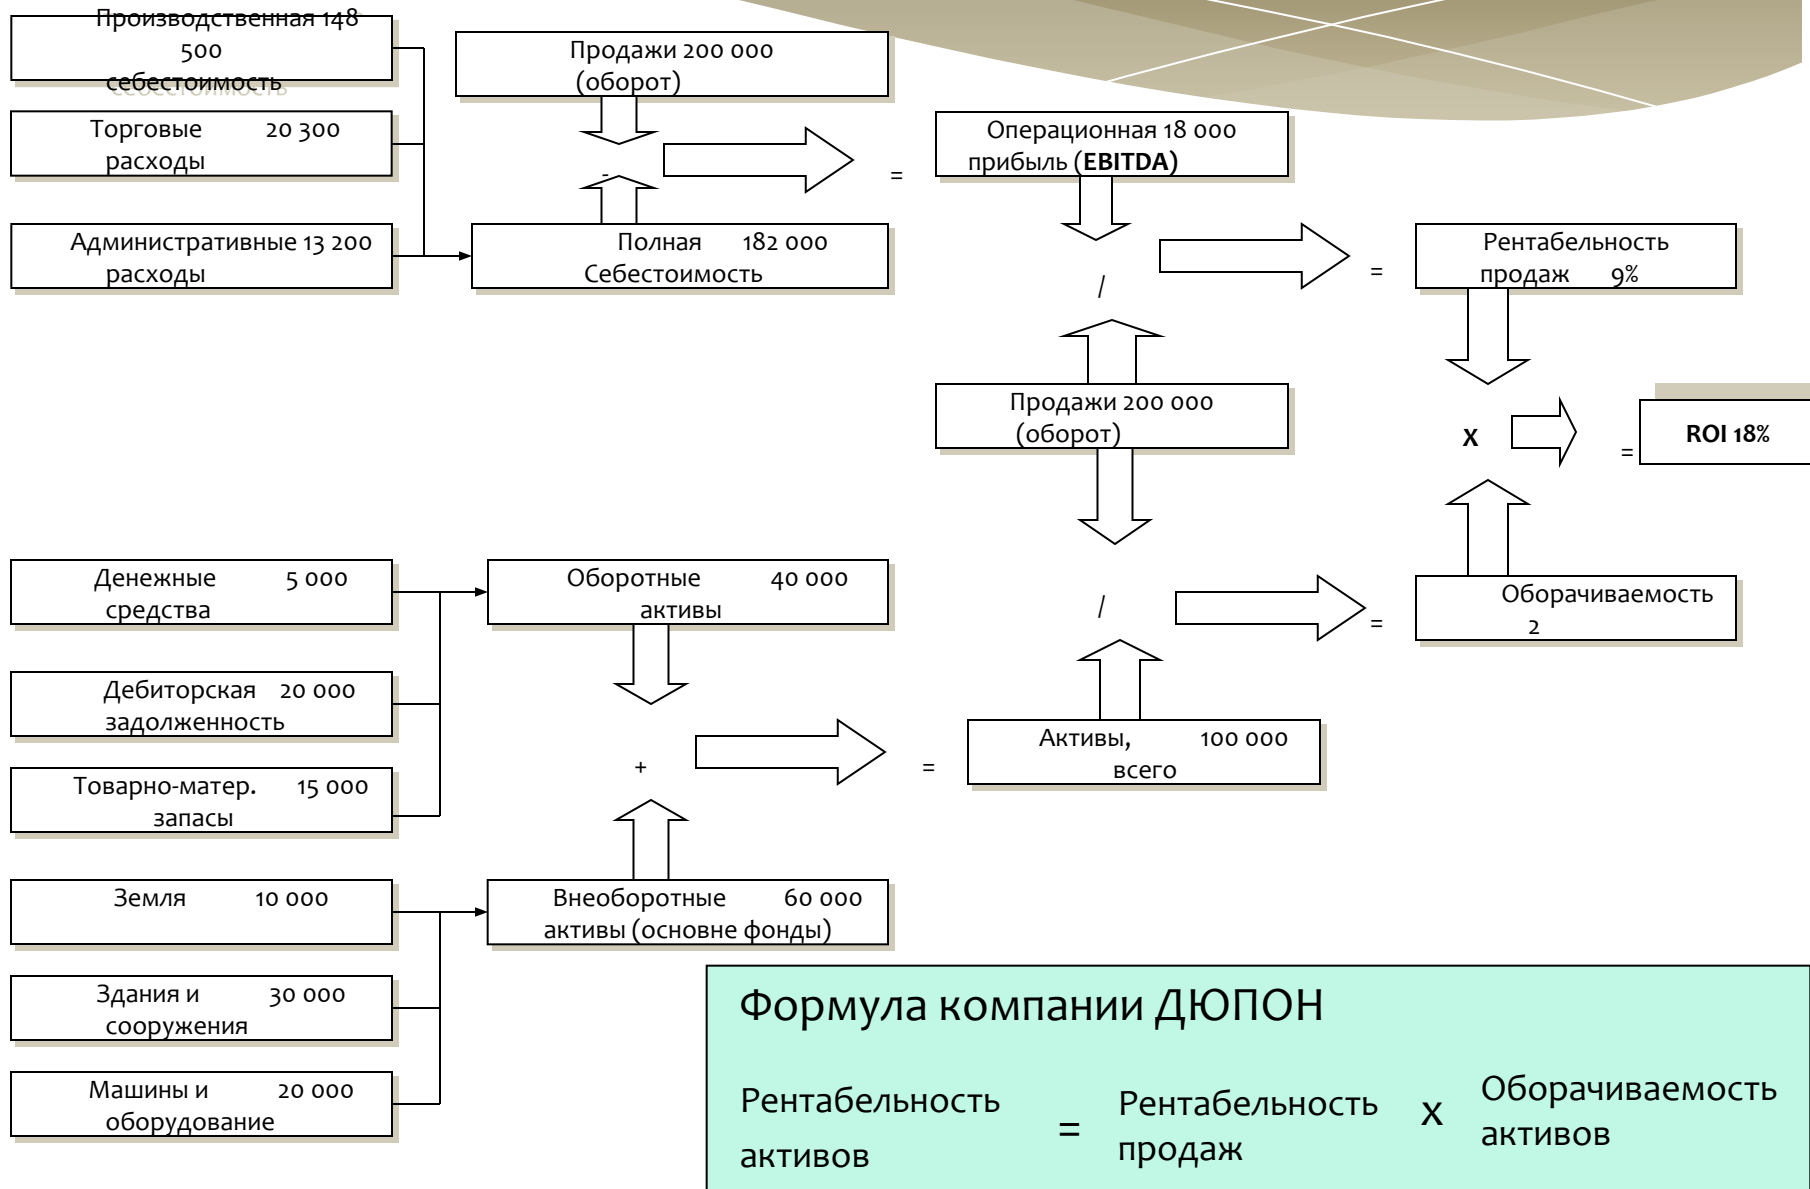 Производственная 148
500
себестоимость
Торговые 20 300
расходы
Административные 13 200
расходы
Продажи 200 000
(оборот)
-
Полная 182 000
Себестоимость
=
Операционная 18 000
прибыль (EBITDA)
/
=
Рентабельность
продаж 9%
Продажи 200 000
(оборот)
X
=
ROI 18%
Денежные 5 000
средства
Дебиторская 20 000
задолженность
Товарно-матер. 15 000
запасы
Оборотные 40 000
активы
+
=
Активы, 100 000
всего
/
=
Оборачиваемость
2
Земля 10 000
Здания и 30 000
сооружения
Машины и 20 000
оборудование
Внеоборотные 60 000
активы (основне фонды)
Формула компании ДЮПОН
Рентабельность
активов
=
Рентабельность
продаж
X
Оборачиваемость
активов